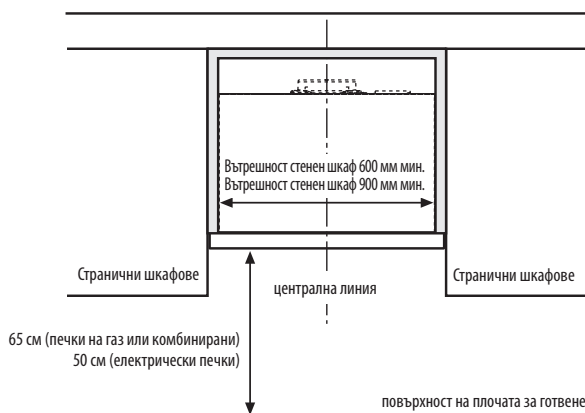 Вътрешност стенен шкаф 600 мм мин.
Вътрешност стенен шкаф 900 мм мин.
Странични шкафове
централна линия
Странични шкафове
65 см (печки на газ или комбинирани)
50 см (електрически печки)
повърхност на плочата за готвене